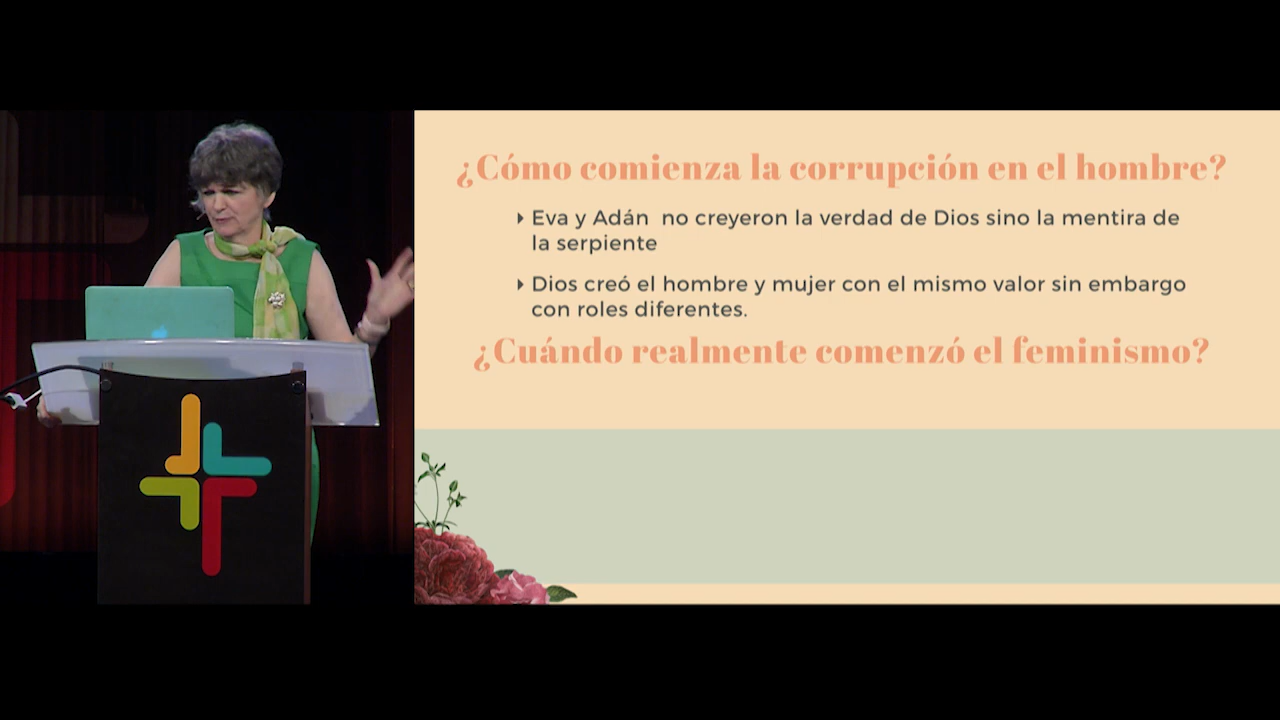 ¿Cómo comienza la corrupción en el hombre?
Eva y Adán no creyeron la verdad de Dios sino la mentira de
la serpiente
Dios creó el hombre y mujer con el mismo valor sin embargo
con roles diferentes.
¿Cuándo realmente comenzó el feminismo?